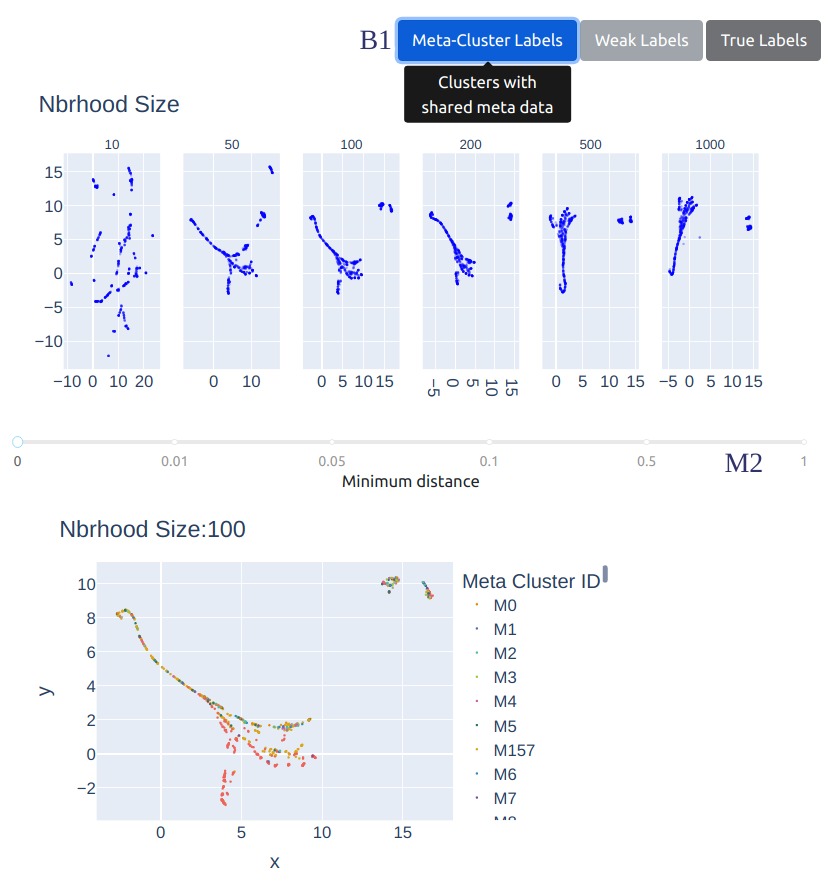 B1 Meta-Cluster Labels Weak Labels True Labels
Clusters with
shared meta data
Nbrhood Size
10 50 100 200 500 1000
15
10
5
0
−5
−10
−10 0 10 20 0 10 0 5 10 15 −5 0 5 10 15 0 5 10 15 −5 0 5 10 15
0 0.01 0.05 0.1 0.5 M2 1
Minimum distance
Nbrhood Size:100
Meta Cluster ID
10
8
6
4
2
0
−2
y
0 5 10 15
x
M0
M1
M2
M3
M4
M5
M157
M6
M7